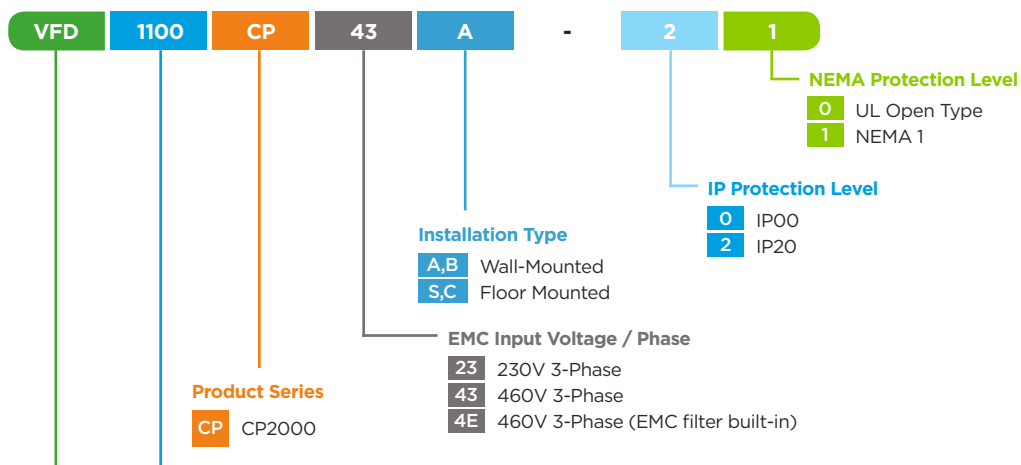 VFD 1100 CP 43 A - 2 1
NEMA Protection Level
0 UL Open Type
1 NEMA 1
IP Protection Level
0 IP00
2 IP20
Installation Type
A,B Wall-Mounted
S,C Floor Mounted
EMC Input Voltage / Phase
23 230V 3-Phase
43 460V 3-Phase
4E 460V 3-Phase (EMC filter built-in)
Product Series
CP CP2000